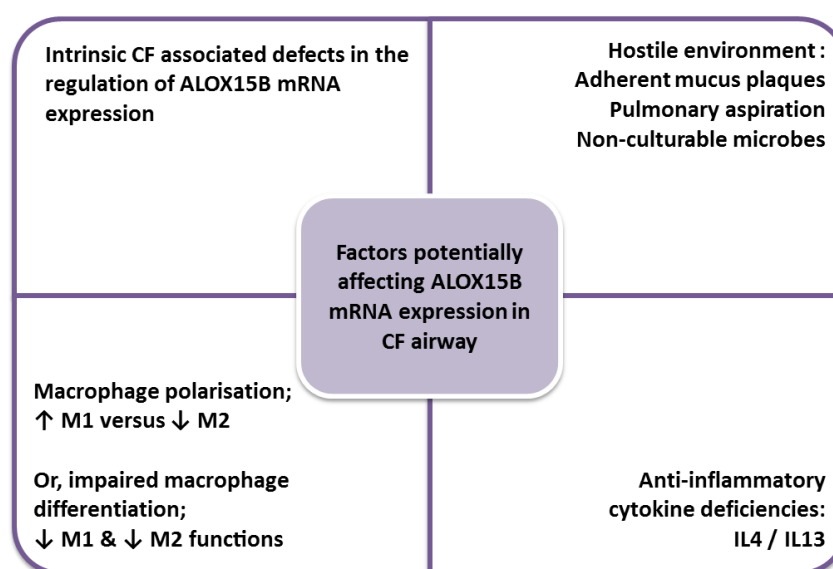 Intrinsic CF associated defects in the
regulation of ALOX15B mRNA
expression
Hostile environment :
Adherent mucus plaques
Pulmonary aspiration
Non-culturable microbes
Factors potentially
affecting ALOX15B
mRNA expression in
CF airway
Macrophage polarisation;
↑ M1 versus ↓ M2
Or, impaired macrophage
differentiation;
↓ M1 & ↓ M2 functions
Anti-inflammatory
cytokine deficiencies:
IL4 / IL13